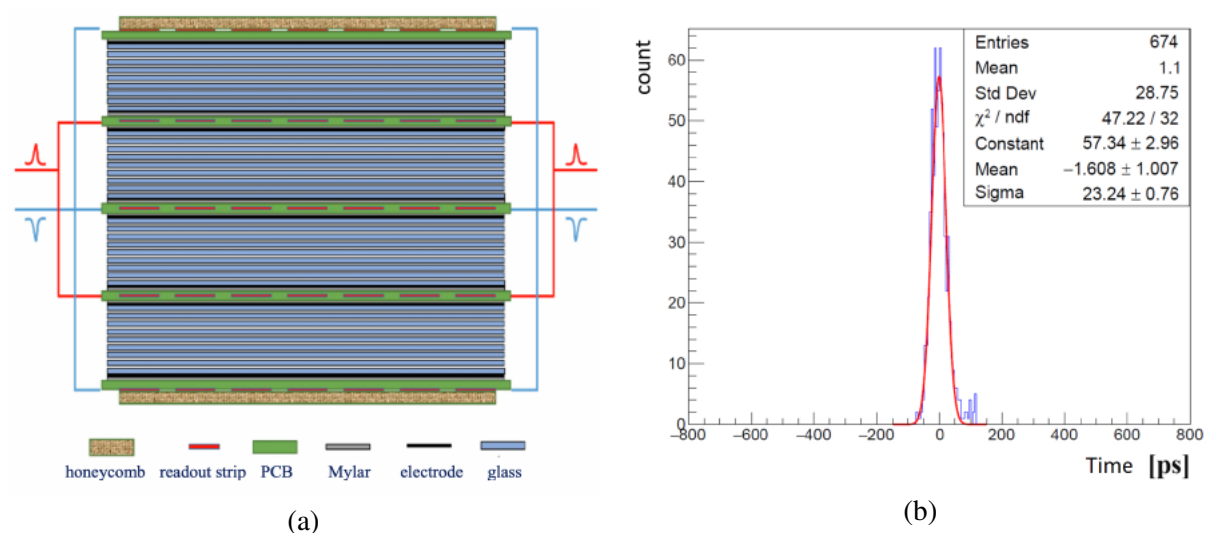 honeycomb readout strip PCB Mylar electrode glass
(a)
count
Entries 674
Mean 1.1
Std Dev 28.75
χ² / ndf 47.22 / 32
Constant 57.34 ± 2.96
Mean −1.608 ± 1.007
Sigma 23.24 ± 0.76
60
50
40
30
20
10
0
−800 −600 −400 −200 0 200 400 600 800
Time [ps]
(b)